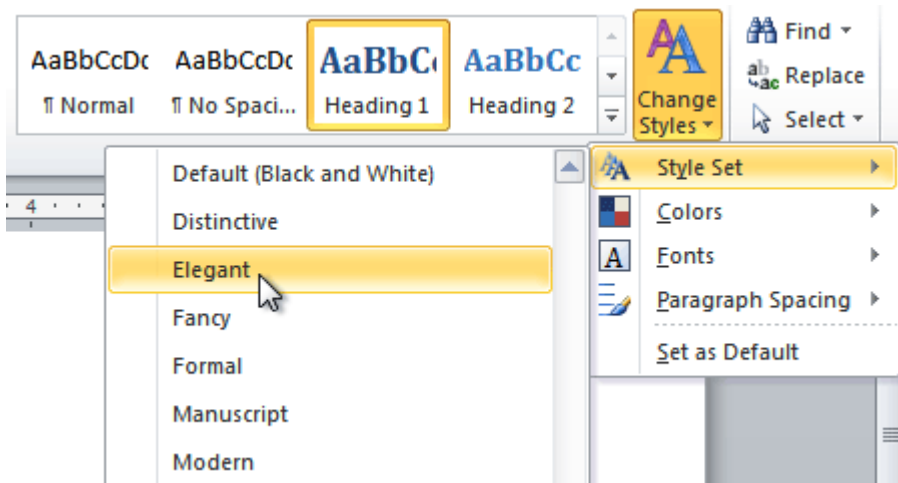 AaBbCcDc AaBbCcDc AaBbC AaBbCc
¶ Normal ¶ No Spaci... Heading 1 Heading 2
Change
Styles
Find
Replace
Select
4
Default (Black and White)
Distinctive
Elegant
Fancy
Formal
Manuscript
Modern
Style Set
Colors
Fonts
Paragraph Spacing
Set as Default